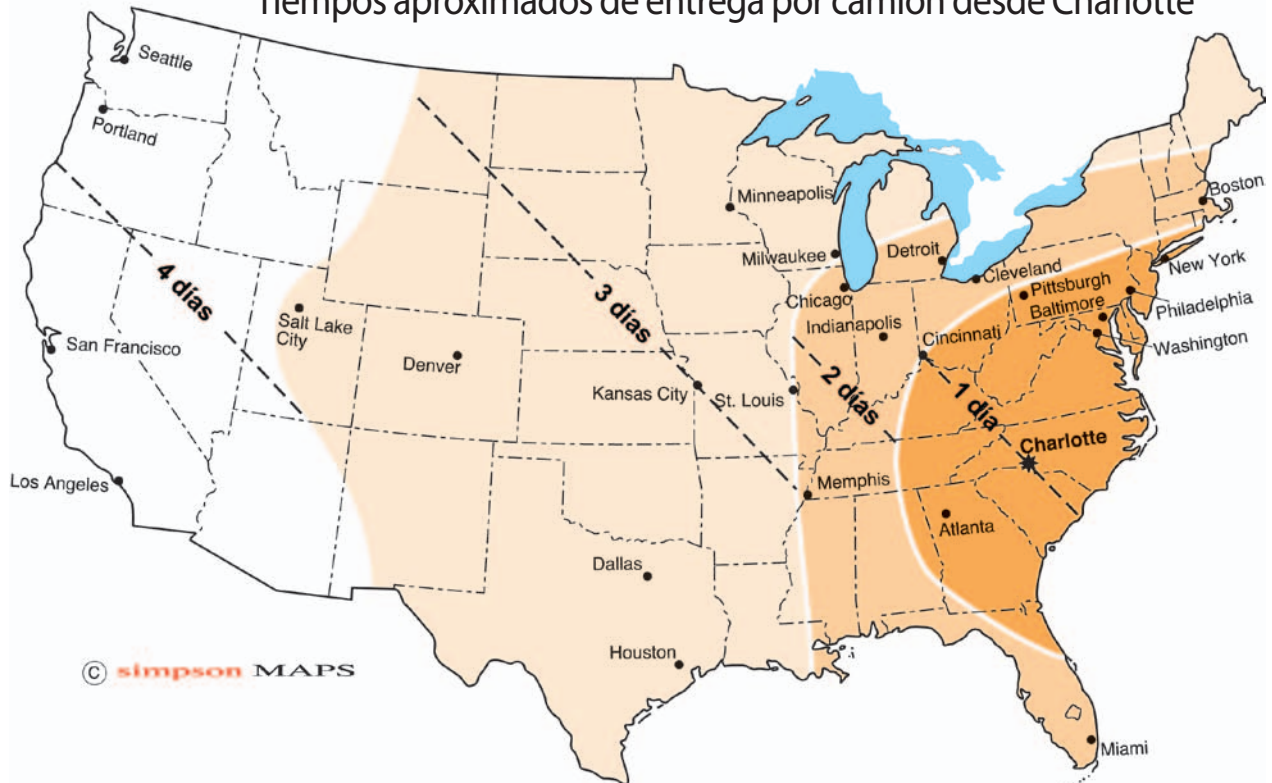 Tiempos aproximados de entrega por camión desde Charlotte
Seattle
Portland
Minneapolis
Boston
Milwaukee
Detroit
Cleveland
New York
4 días
3 días
Chicago
Pittsburgh
Baltimore
Philadelphia
Salt Lake
City
Indianapolis
Cincinnati
Washington
San Francisco
Denver
Kansas City
St. Louis
2 días
1 día
Charlotte
Los Angeles
Memphis
Atlanta
Dallas
Houston
© simpson MAPS
Miami